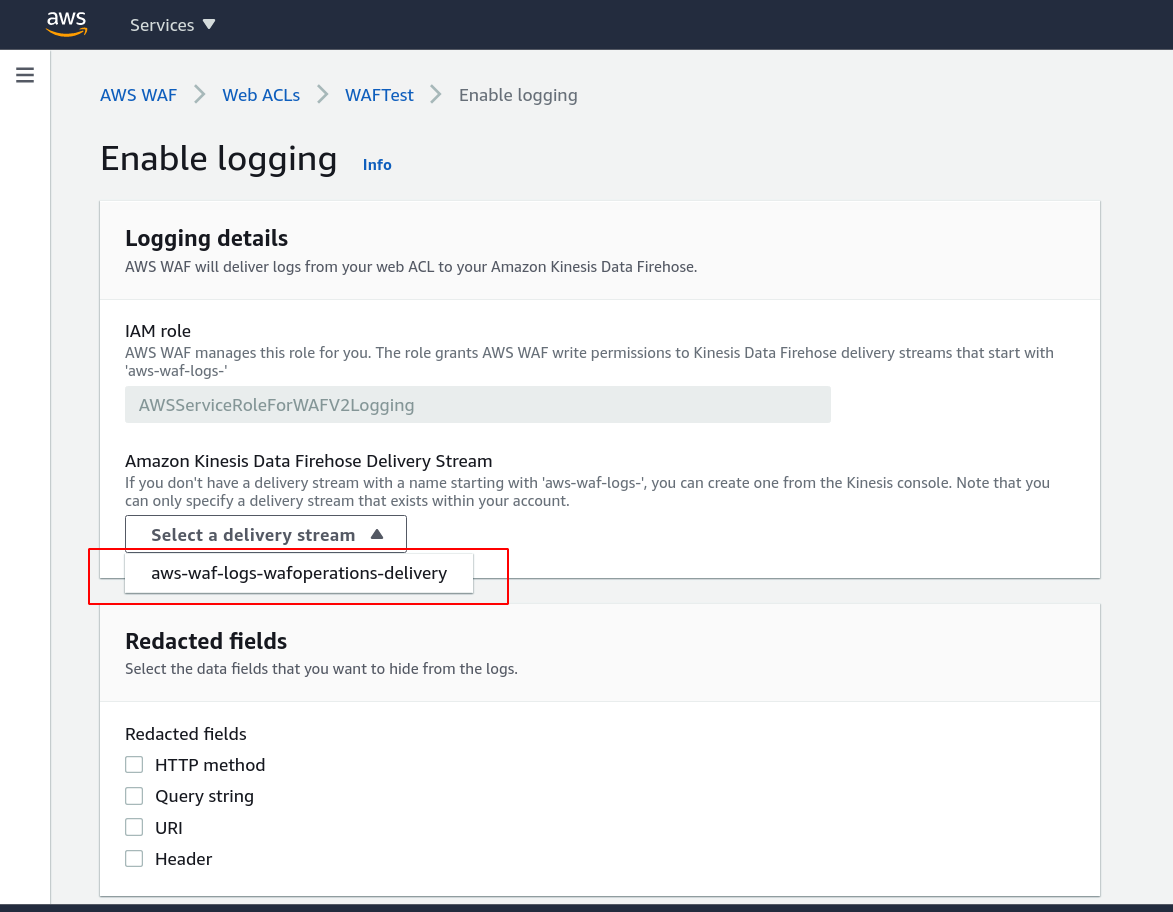 aws
Services
AWS WAF
Web ACLs
WAFTest
Enable logging
Enable logging
Info
Logging details
AWS WAF will deliver logs from your web ACL to your Amazon Kinesis Data Firehose.
IAM role
AWS WAF manages this role for you. The role grants AWS WAF write permissions to Kinesis Data Firehose delivery streams that start with
'aws-waf-logs-'
AWSServiceRoleForWAFV2Logging
Amazon Kinesis Data Firehose Delivery Stream
If you don't have a delivery stream with a name starting with 'aws-waf-logs-', you can create one from the Kinesis console. Note that you
can only specify a delivery stream that exists within your account.
Select a delivery stream
aws-waf-logs-wafoperations-delivery
Redacted fields
Select the data fields that you want to hide from the logs.
Redacted fields
HTTP method
Query string
URI
Header